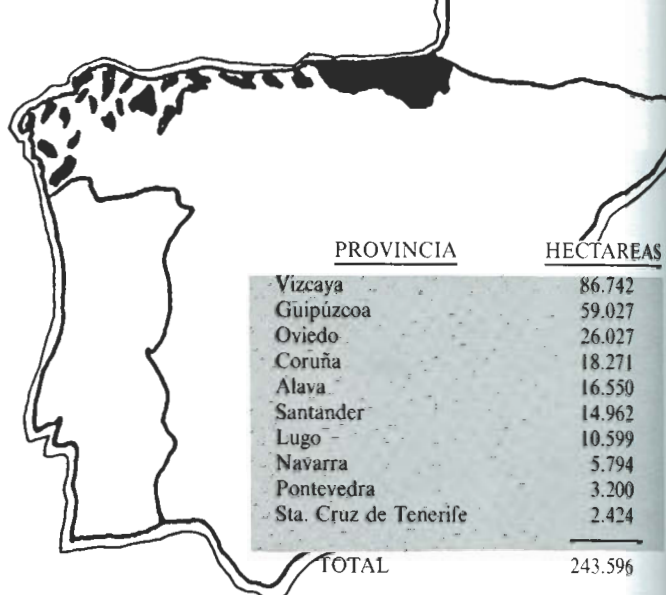 PROVINCIA HECTAREAS
Vizcaya 86.742
Guipúzcoa 59.027
Oviedo 26.027
Coruña 18.271
Alava 16.550
Santander 14.962
Lugo 10.599
Navarra 5.794
Pontevedra 3.200
Sta. Cruz de Tenerife 2.424
TOTAL 243.596